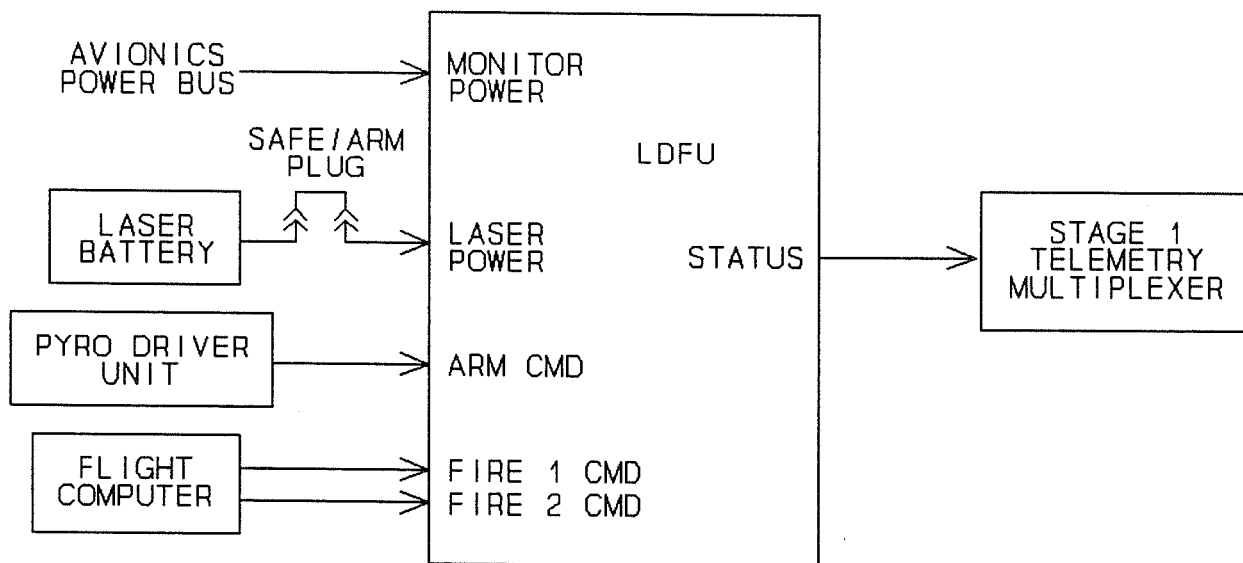 AVIONICS
POWER BUS
MONITOR
POWER
SAFE/ARM
PLUG
LDFU
LASER
BATTERY
LASER
POWER
STATUS
STAGE 1
TELEMETRY
MULTIPLEXER
PYRO DRIVER
UNIT
ARM CMD
FLIGHT
COMPUTER
FIRE 1 CMD
FIRE 2 CMD